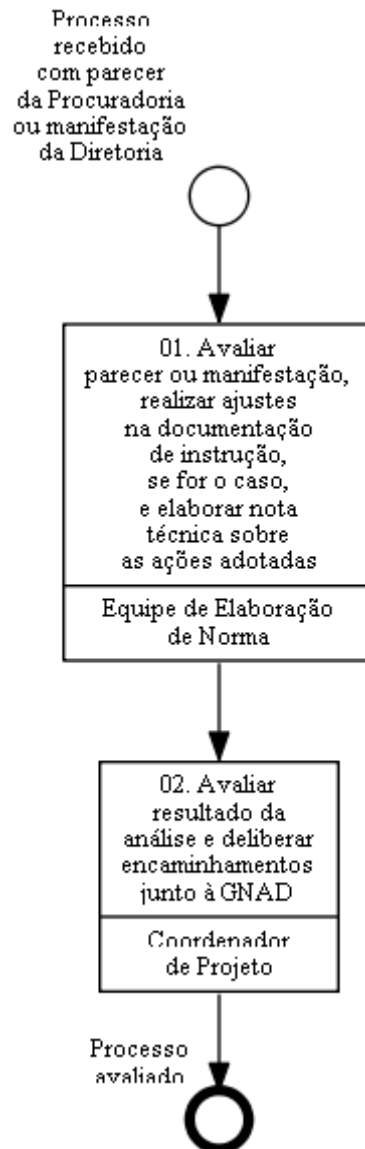 Processo
recebido
com parecer
da Procuradoria
ou manifestação
da Diretoria
01. Avaliar
parecer ou manifestação,
realizar ajustes
na documentação
de instrução,
se for o caso,
e elaborar nota
técnica sobre
as ações adotadas
Equipe de Elaboração
de Norma
02. Avaliar
resultado da
análise e deliberar
encaminhamentos
junto à GNAD
Coordenador
de Projeto
Processo
avaliado